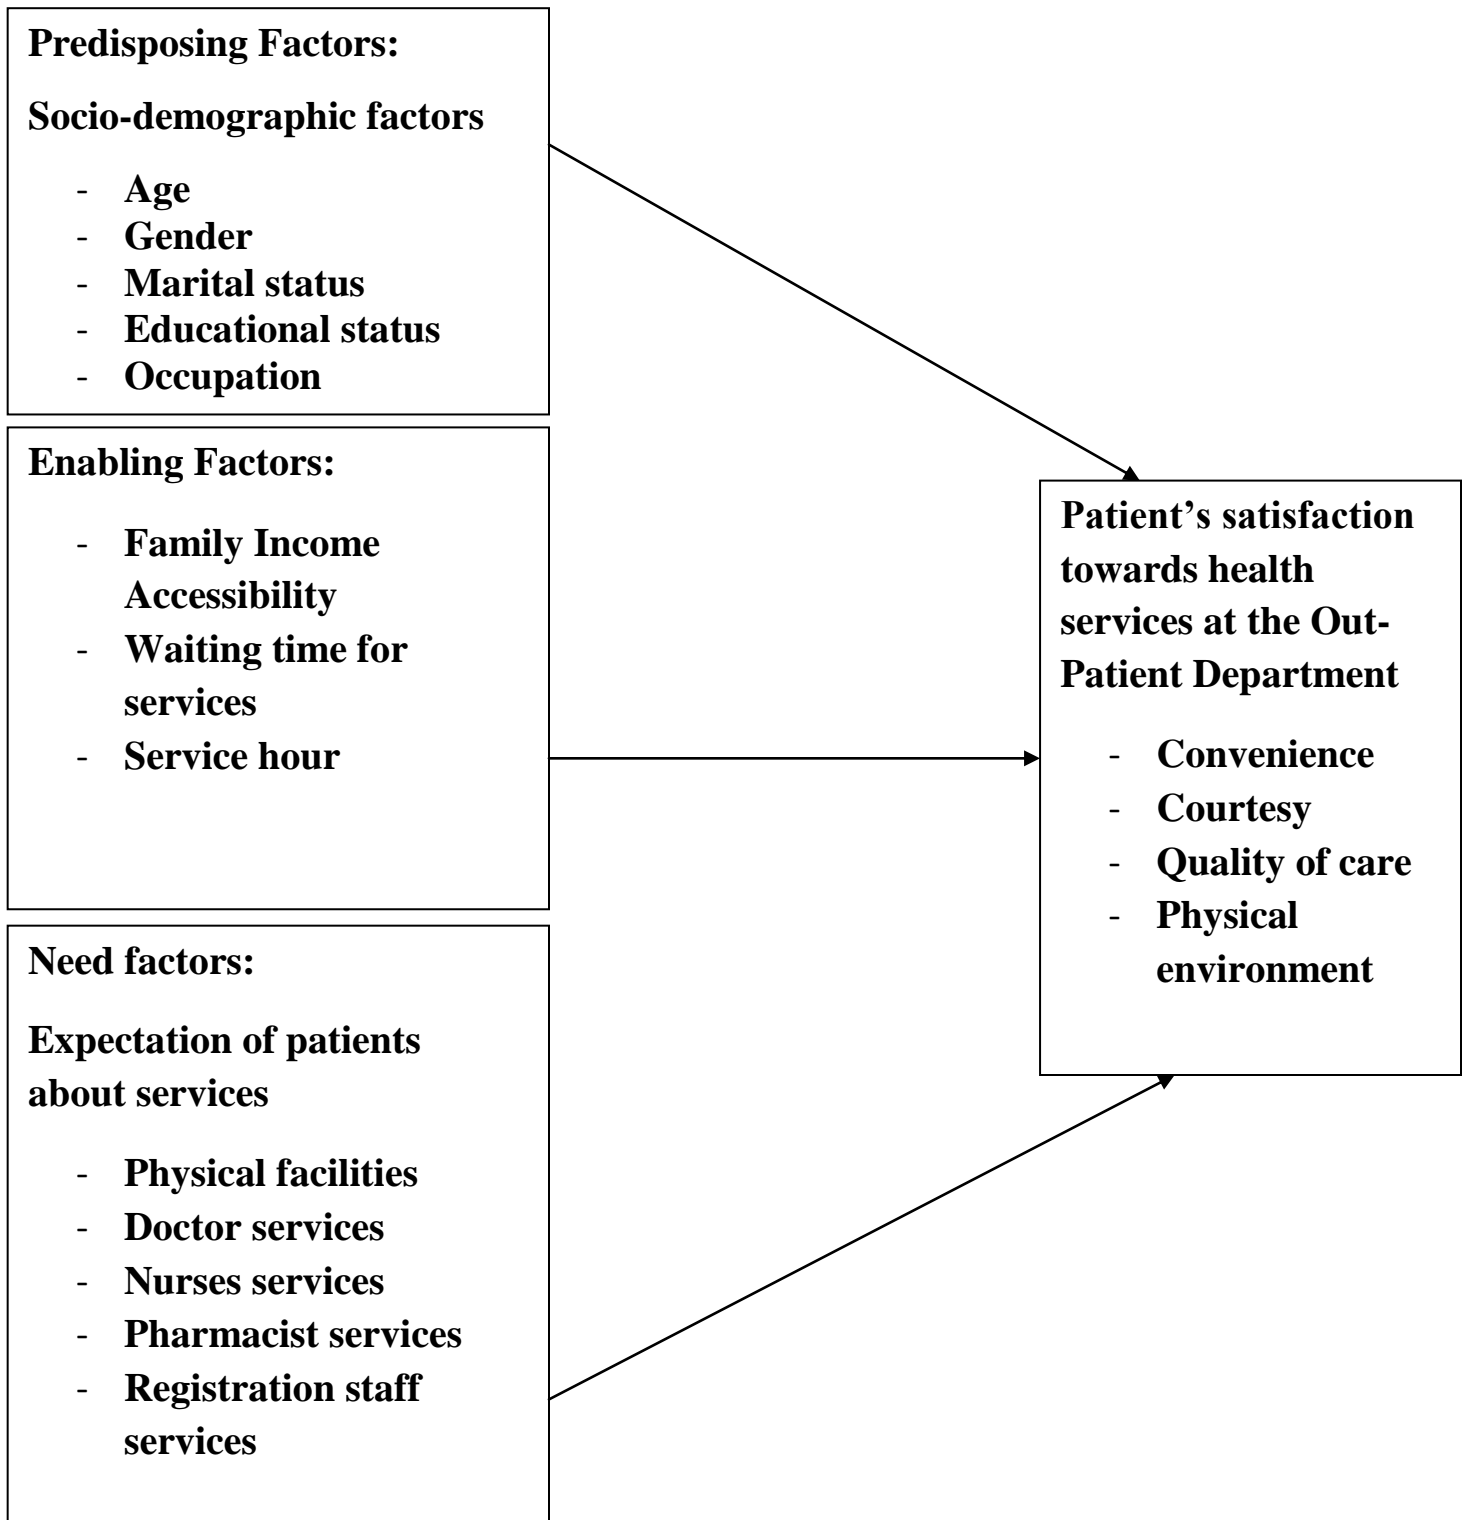 Predisposing Factors:
Socio-demographic factors
- Age
- Gender
- Marital status
- Educational status
- Occupation
Enabling Factors:
- Family Income
Accessibility
- Waiting time for
services
- Service hour
Need factors:
Expectation of patients
about services
- Physical facilities
- Doctor services
- Nurses services
- Pharmacist services
- Registration staff
services
Patient’s satisfaction
towards health
services at the Out-
Patient Department
- Convenience
- Courtesy
- Quality of care
- Physical
environment